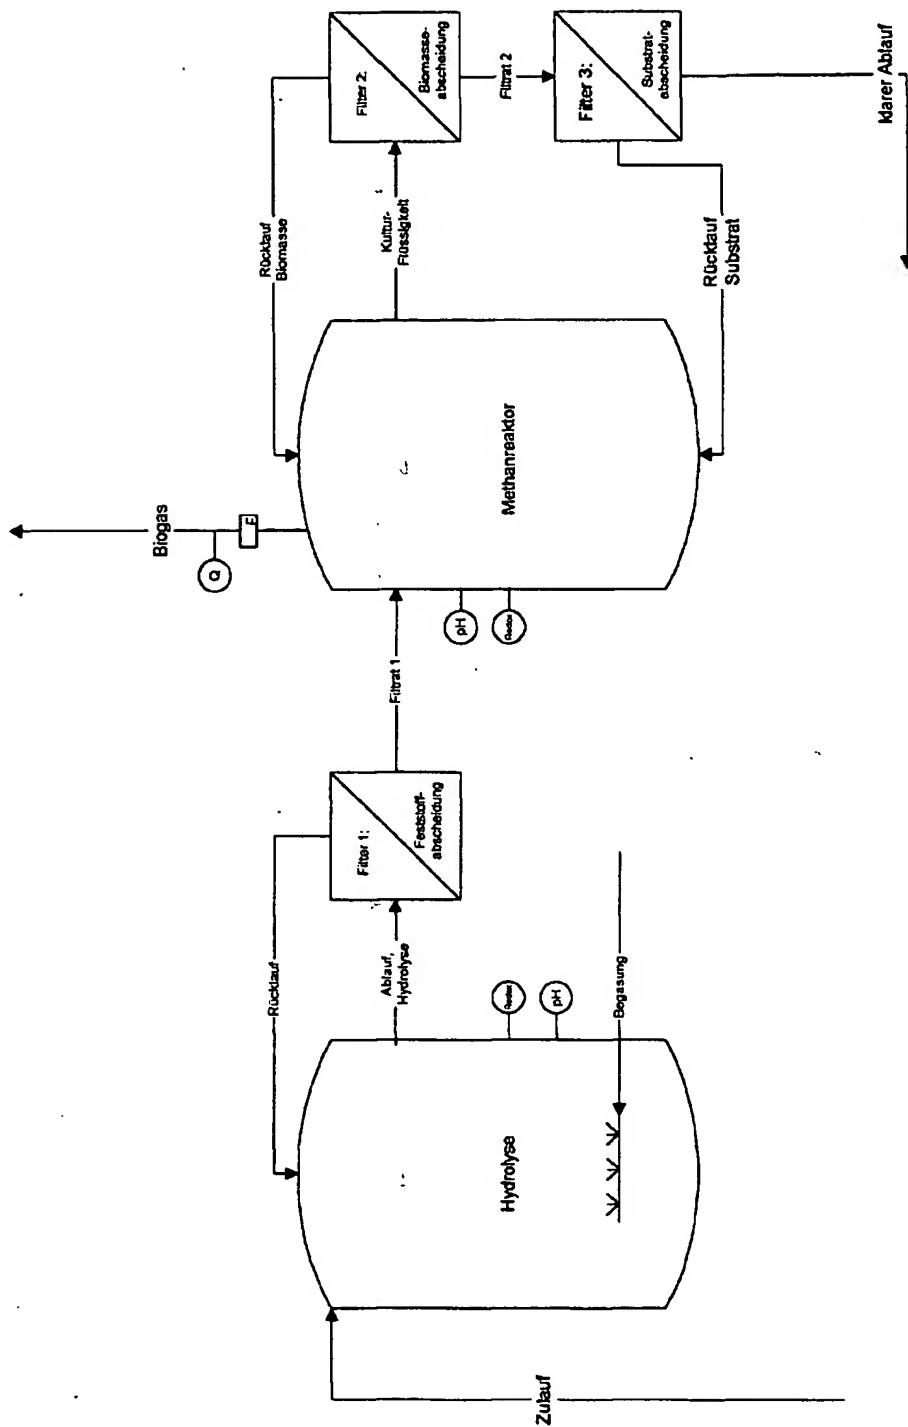 Zulauf
Hydrolyse
Begasung
Redox
pH
Rücklauf
Ablauf,
Hydrolyse
Filter 1:
Feststoff-
abscheidung
Filtrat 1
Biogas
Q
F
pH
Redox
Methanreaktor
Rücklauf
Biomasse
Kultur-
Flüssigkeit
Filter 2:
Biomasse-
abscheidung
Filtrat 2
Filter 3:
Substrat-
abscheidung
Rücklauf
Substrat
klarer Ablauf